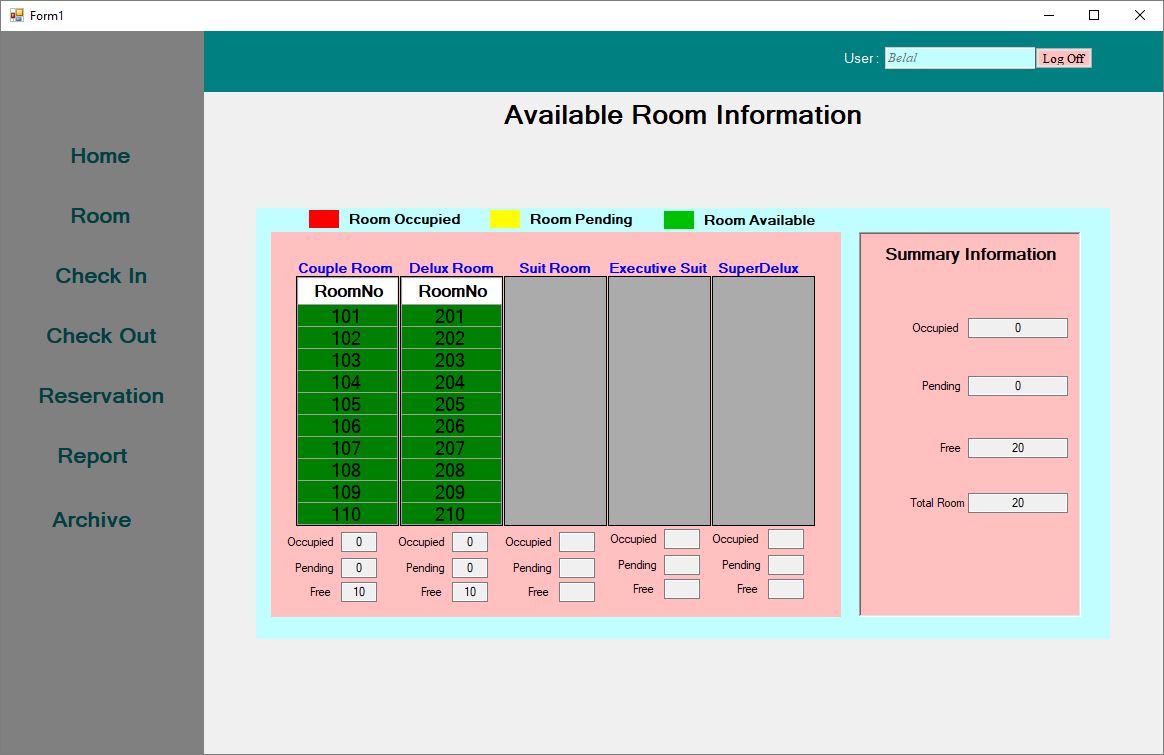 Form1
User : Belal Log Off
Available Room Information
Home
Room
Check In
Check Out
Reservation
Report
Archive
Room Occupied Room Pending Room Available
Couple Room Delux Room Suit Room Executive Suit SuperDelux
RoomNo RoomNo
101 201
102 202
103 203
104 204
105 205
106 206
107 207
108 208
109 209
110 210
Occupied 0 Occupied 0 Occupied Occupied Occupied
Pending 0 Pending 0 Pending Pending Pending
Free 10 Free 10 Free Free Free
Summary Information
Occupied 0
Pending 0
Free 20
Total Room 20